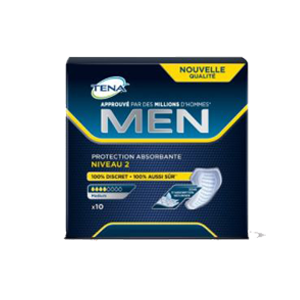 NOUVELLE
QUALITÉ
TENA
APPROUVÉ PAR DES MILLIONS D'HOMMES*
MEN
PROTECTION ABSORBANTE
NIVEAU 2
100% DISCRET • 100% AUSSI SÛR*
Medium
x10